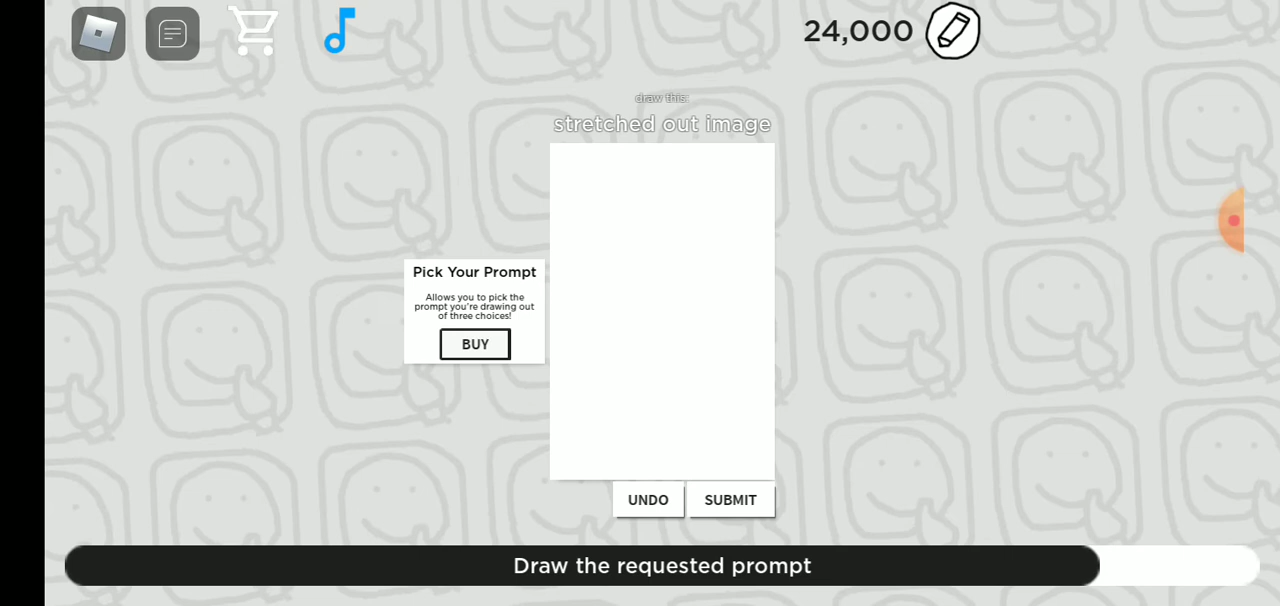 24,000
draw this:
stretched out image
Pick Your Prompt
Allows you to pick the
prompt you're drawing out
of three choices!
BUY
UNDO
SUBMIT
Draw the requested prompt